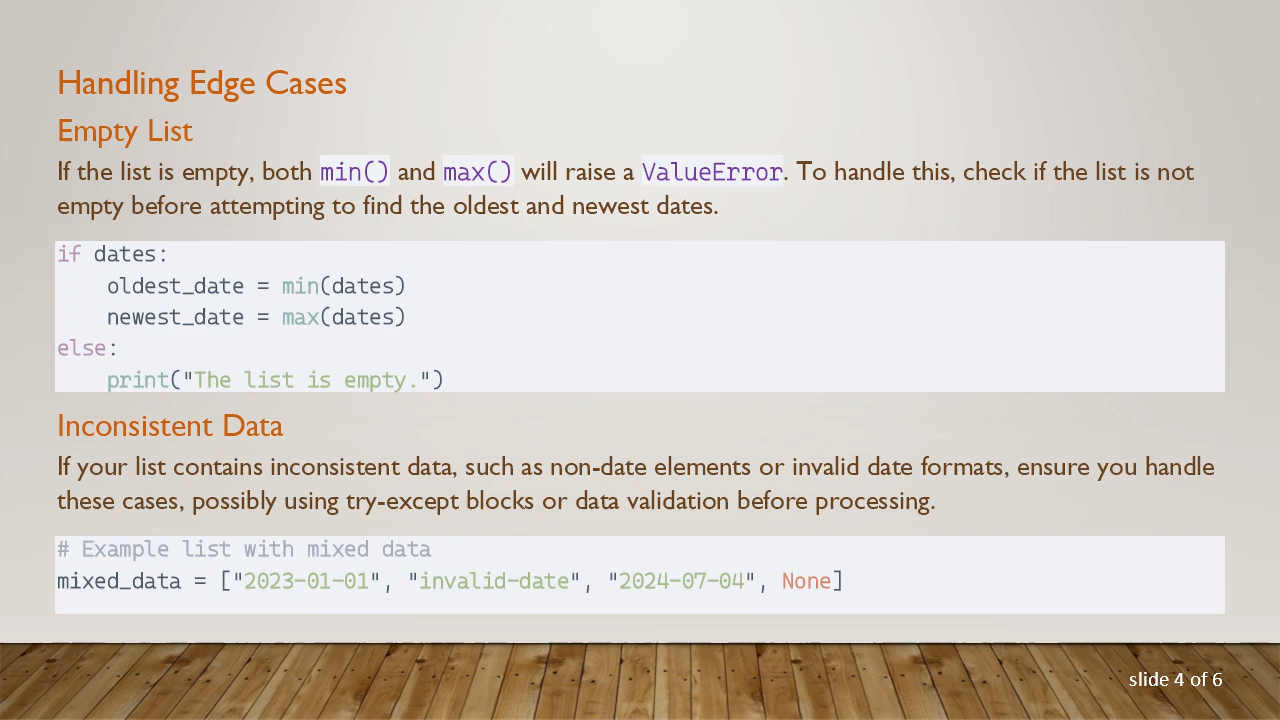 Handling Edge Cases
Empty List
If the list is empty, both min() and max() will raise a ValueError. To handle this, check if the list is not
empty before attempting to find the oldest and newest dates.
if dates:
    oldest_date = min(dates)
    newest_date = max(dates)
else:
    print("The list is empty.")
Inconsistent Data
If your list contains inconsistent data, such as non-date elements or invalid date formats, ensure you handle
these cases, possibly using try-except blocks or data validation before processing.
# Example list with mixed data
mixed_data = ["2023-01-01", "invalid-date", "2024-07-04", None]
slide 4 of 6